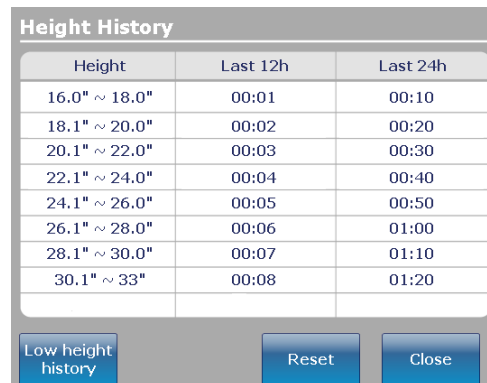 Height History
Height Last 12h Last 24h
16.0" ~ 18.0" 00:01 00:10
18.1" ~ 20.0" 00:02 00:20
20.1" ~ 22.0" 00:03 00:30
22.1" ~ 24.0" 00:04 00:40
24.1" ~ 26.0" 00:05 00:50
26.1" ~ 28.0" 00:06 01:00
28.1" ~ 30.0" 00:07 01:10
30.1" ~ 33" 00:08 01:20
Low height
history
Reset
Close